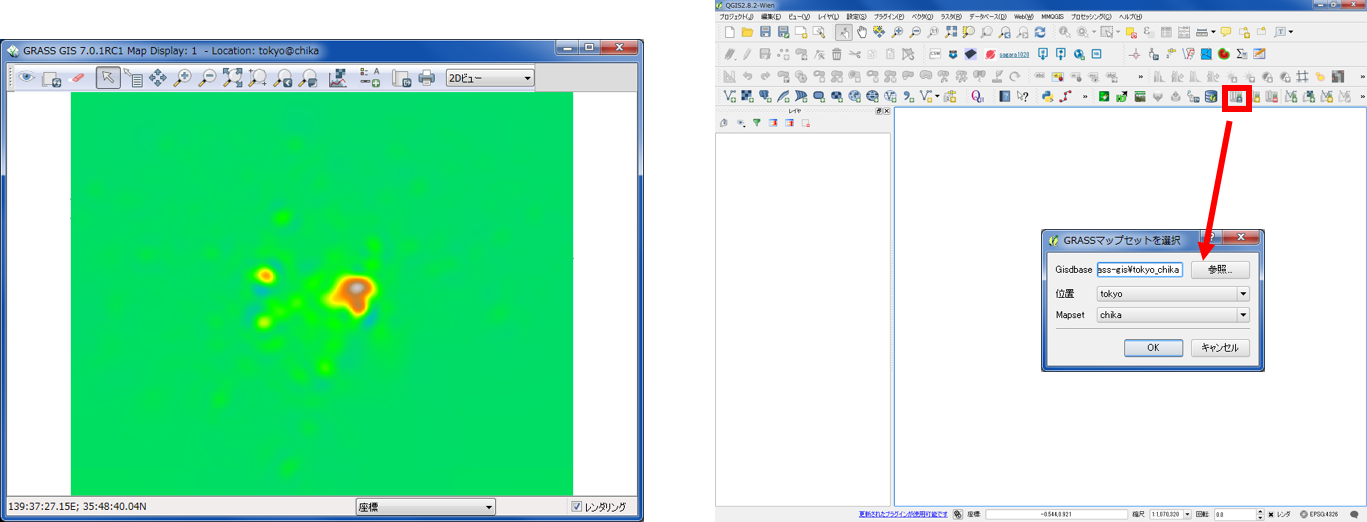 GRASS GIS 7.0.1RC1 Map Display: 1 - Location: tokyo@chika
2Dビュー
139:37:27.15E; 35:48:40.04N
座標
レンダリング
QGIS2.8.2-Wien
プロジェクト(J) 編集(E) ビュー(V) レイヤ(L) 設定(S) プラグイン(P) ベクタ(O) ラスタ(R) データベース(D) Web(W) MMQGIS プロセッシング(C) ヘルプ(H)
レイヤ
GRASSマップセットを選択
Gisdbase
ass-gis¥tokyo_chika
参照...
位置
tokyo
Mapset
chika
OK
キャンセル
更新されたプラグインが使用可能です
座標:
-0.544,0.921
縮尺
1:1,070,320
回転:
0.0
レンダ
EPSG:4326